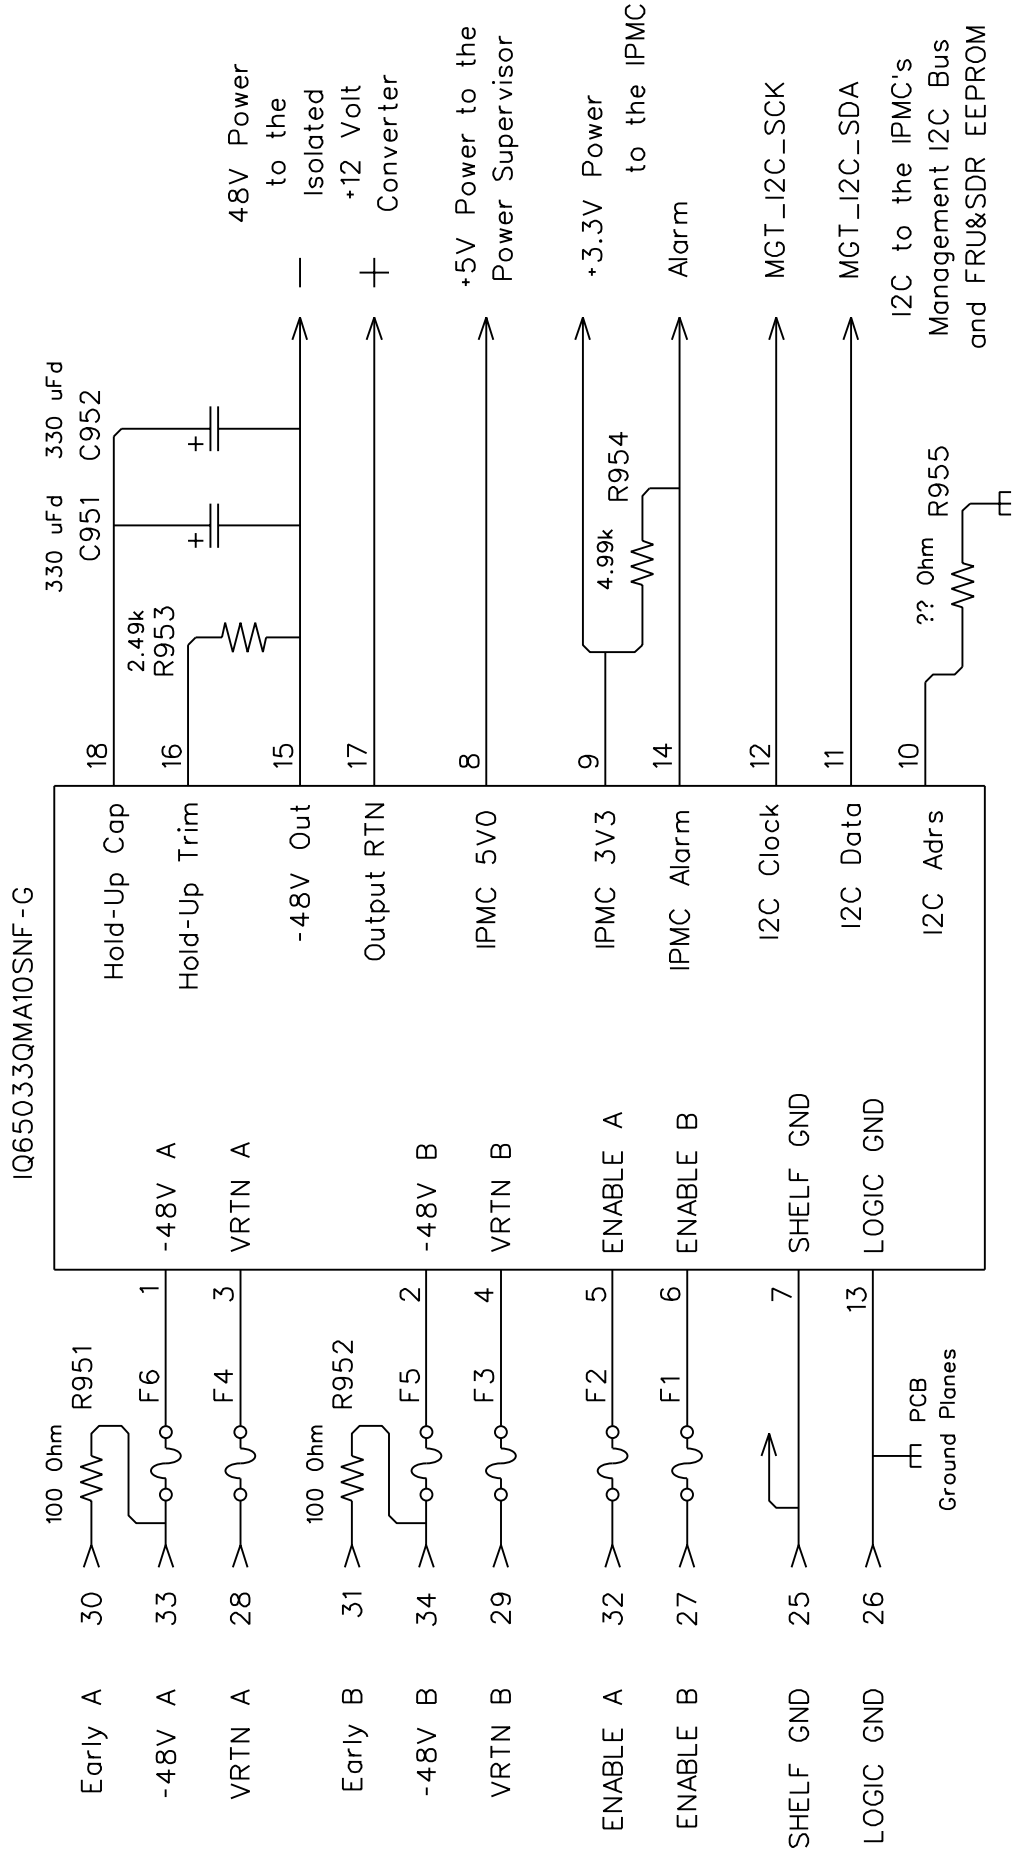 IQ65033QMA10SNF-G
Early A
30
100 Ohm
R951
-48V A
33
F6
1
-48V A
VRTN A
28
F4
3
VRTN A
Early B
31
100 Ohm
R952
-48V B
34
F5
2
-48V B
VRTN B
29
F3
4
VRTN B
ENABLE A
32
F2
5
ENABLE A
ENABLE B
27
F1
6
ENABLE B
SHELF GND
25
7
SHELF GND
LOGIC GND
26
13
LOGIC GND
PCB
Ground Planes
Hold-Up Cap
18
330 uFd
C951
330 uFd
C952
+
+
Hold-Up Trim
16
2.49k
R953
-48V Out
15
−
Output RTN
17
+
48V Power
to the
Isolated
+12 Volt
Converter
IPMC 5V0
8
+5V Power to the
Power Supervisor
IPMC 3V3
9
+3.3V Power
to the IPMC
4.99k
R954
IPMC Alarm
14
Alarm
I2C Clock
12
MGT_I2C_SCK
I2C Data
11
MGT_I2C_SDA
I2C Adrs
10
?? Ohm
R955
I2C to the IPMC's
Management I2C Bus
and FRU&SDR EEPROM